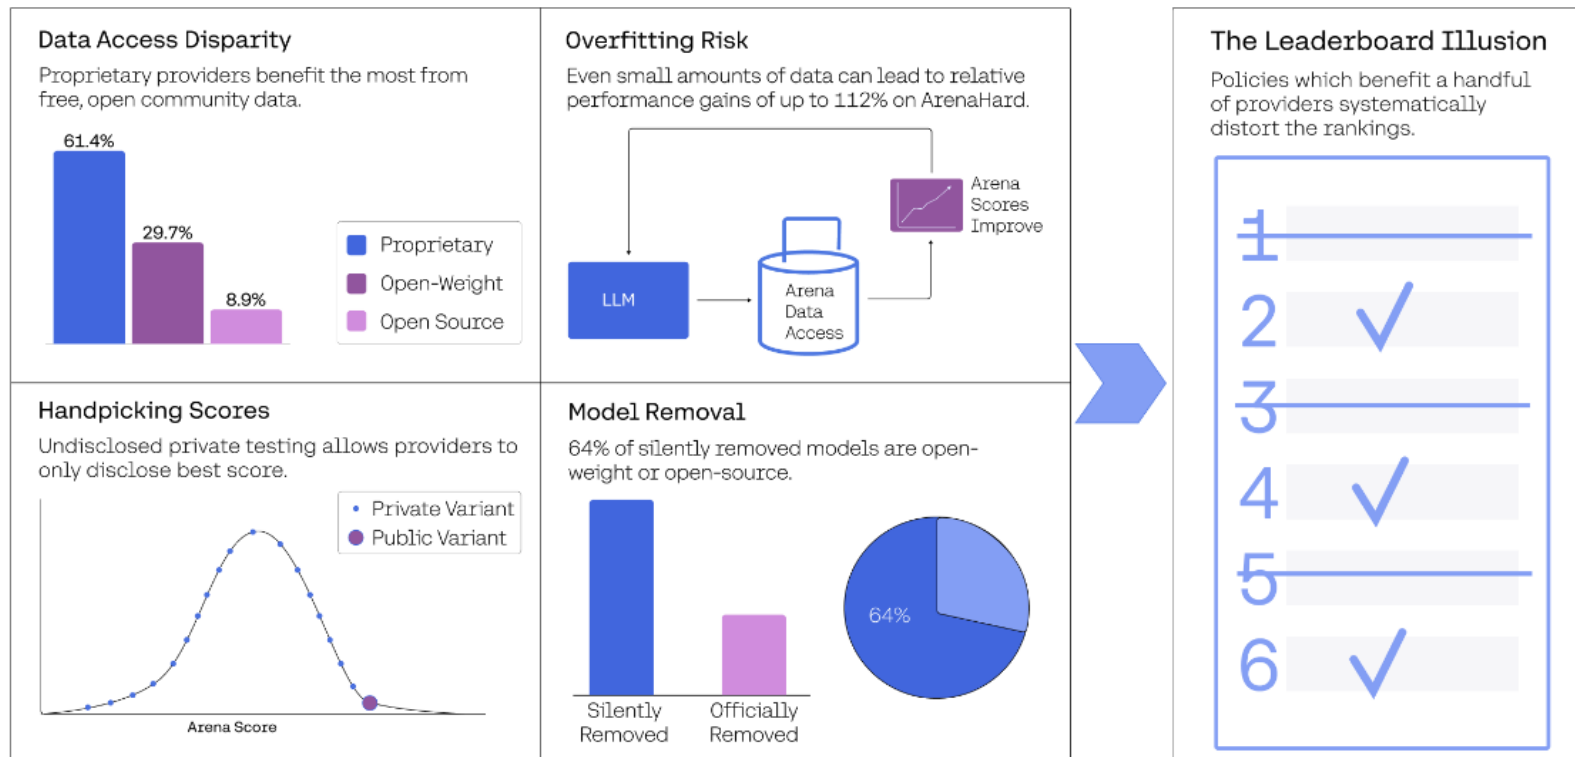 Data Access Disparity
Proprietary providers benefit the most from
free, open community data.
61.4%
29.7%
8.9%
Proprietary
Open-Weight
Open Source
Overfitting Risk
Even small amounts of data can lead to relative
performance gains of up to 112% on ArenaHard.
LLM
Arena
Data
Access
Arena
Scores
Improve
Handpicking Scores
Undisclosed private testing allows providers to
only disclose best score.
Private Variant
Public Variant
Arena Score
Model Removal
64% of silently removed models are open-
weight or open-source.
64%
Silently
Removed
Officially
Removed
The Leaderboard Illusion
Policies which benefit a handful
of providers systematically
distort the rankings.
1
2
3
4
5
6